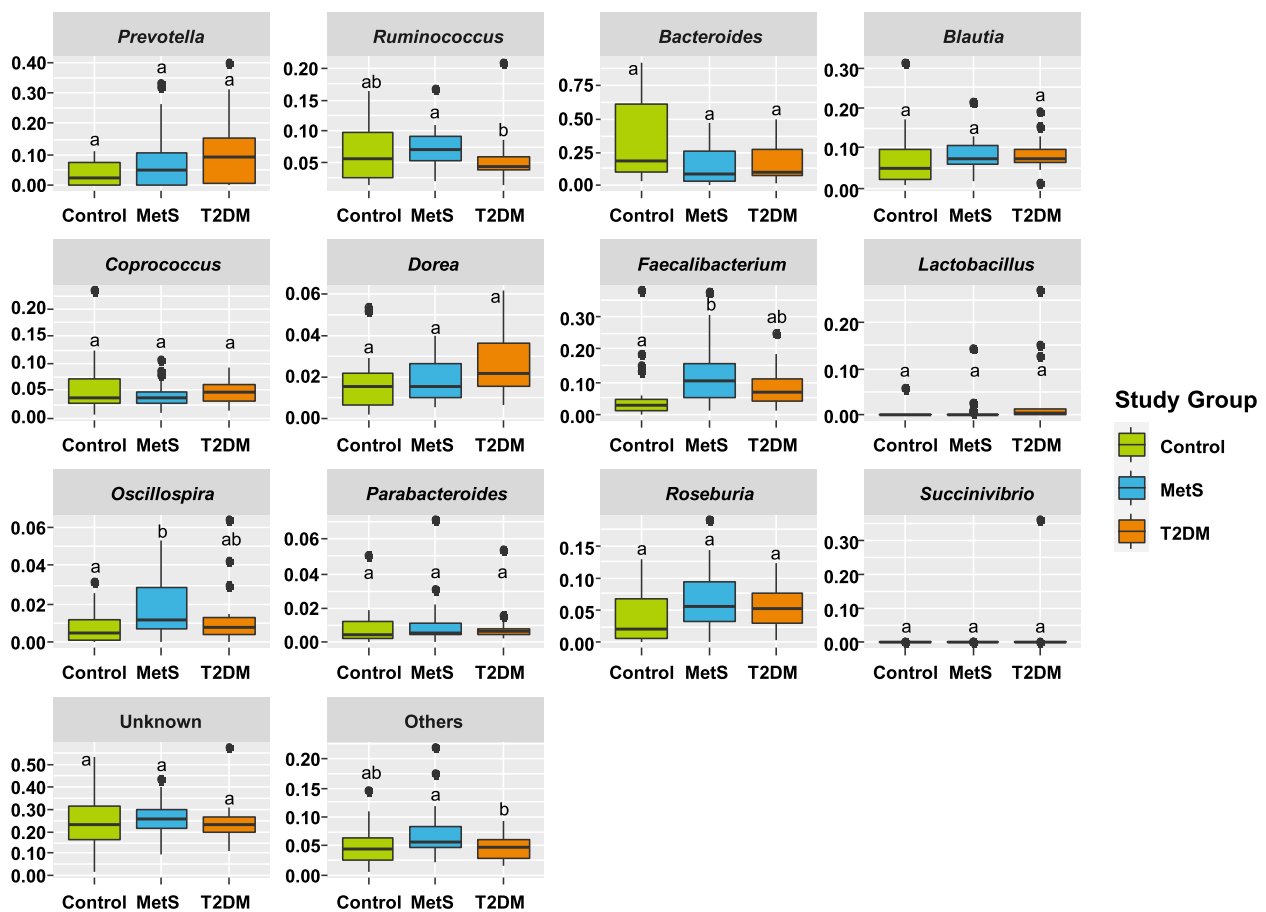 Prevotella Ruminococcus Bacteroides Blautia
0.40 0.30 0.20 0.10 0.00
a a a
0.20 0.15 0.10 0.05
ab a b
0.75 0.50 0.25 0.00
a a a
0.30 0.20 0.10 0.00
a a a
Control MetS T2DM Control MetS T2DM Control MetS T2DM Control MetS T2DM
Coprococcus Dorea Faecalibacterium Lactobacillus
0.20 0.15 0.10 0.05 0.00
a a a
0.06 0.04 0.02 0.00
a a a
0.30 0.20 0.10 0.00
a b ab
0.20 0.10 0.00
a a a
Control MetS T2DM Control MetS T2DM Control MetS T2DM Control MetS T2DM
Study Group
Control
MetS
T2DM
Oscillospira Parabacteroides Roseburia Succinivibrio
0.06 0.04 0.02 0.00
a b ab
0.06 0.04 0.02 0.00
a a a
0.15 0.10 0.05 0.00
a a a
0.30 0.20 0.10 0.00
a a a
Control MetS T2DM Control MetS T2DM Control MetS T2DM Control MetS T2DM
Unknown Others
0.50 0.40 0.30 0.20 0.10 0.00
a a a
0.20 0.15 0.10 0.05 0.00
ab a b
Control MetS T2DM Control MetS T2DM